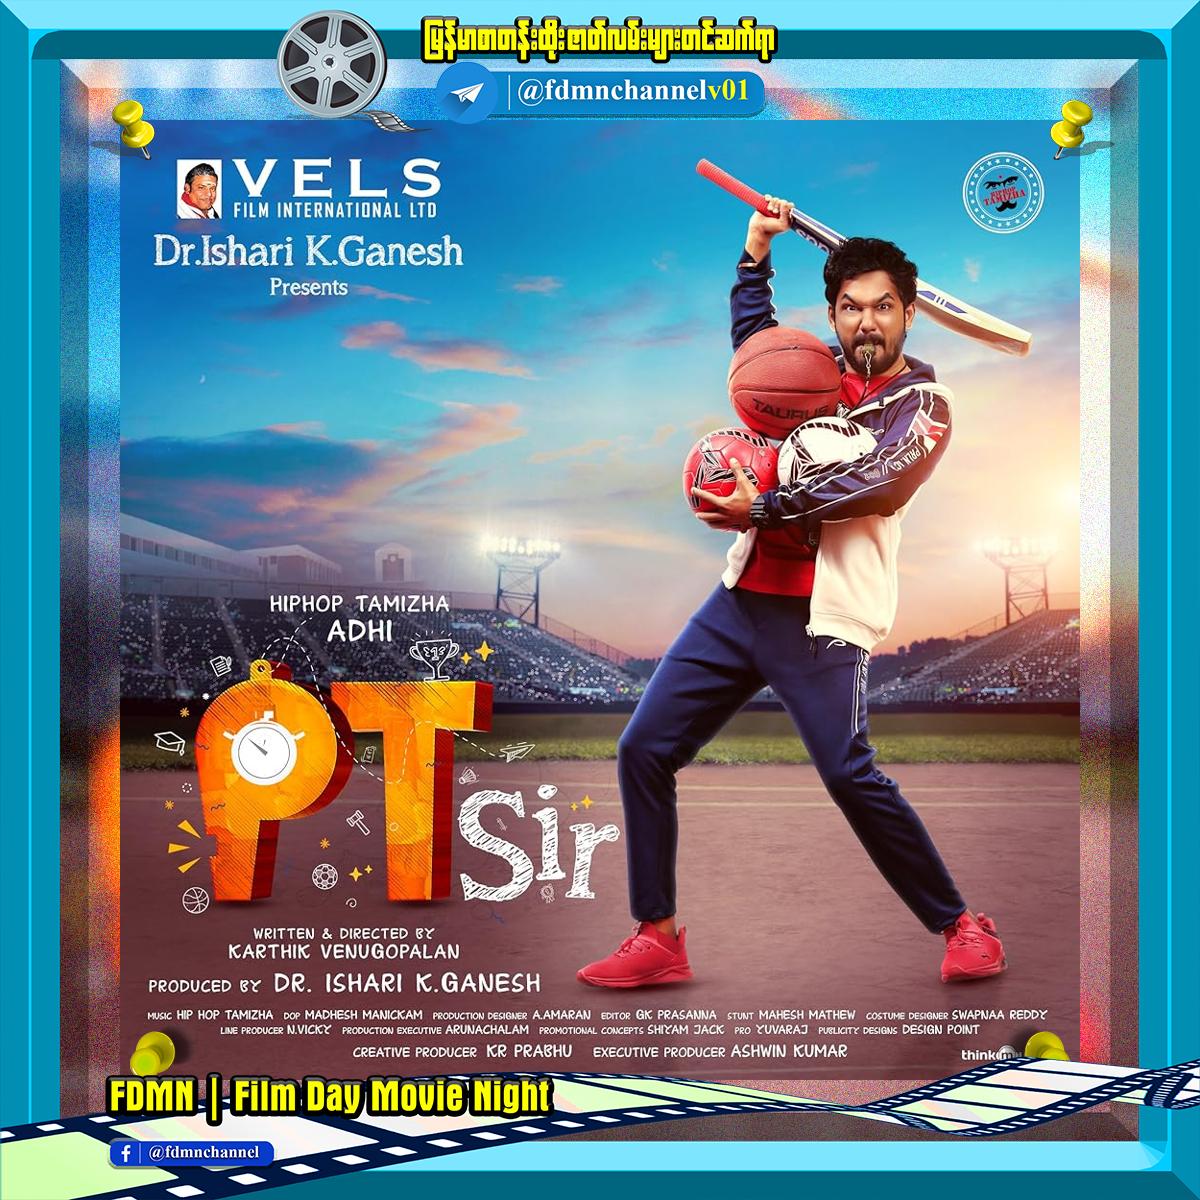 မြန်မာစာတန်းထိုး ဇာတ်လမ်းများတင်ဆက်ရာ
@fdmnchannelv01
VELS
FILM INTERNATIONAL LTD
Dr.Ishari K.Ganesh
Presents
HIPHOP
TAMIZHA
TAURUS
HIPHOP TAMIZHA
ADHI
PT Sir
WRITTEN & DIRECTED BY
KARTHIK VENUGOPALAN
PRODUCED BY DR. ISHARI K.GANESH
MUSIC HIP HOP TAMIZHA DOP MADHESH MANICKAM PRODUCTION DESIGNER A.AMARAN EDITOR GK PRASANNA STUNT MAHESH MATHEW COSTUME DESIGNER SWAPNAA REDDY
LINE PRODUCER N.VICKY PRODUCTION EXECUTIVE ARUNACHALAM PROMOTIONAL CONCEPTS SHIYAM JACK PRO YUVARAJ PUBLICITY DESIGNS DESIGN POINT
CREATIVE PRODUCER KR PRABHU EXECUTIVE PRODUCER ASHWIN KUMAR
think
FDMN | Film Day Movie Night
@fdmnchannel